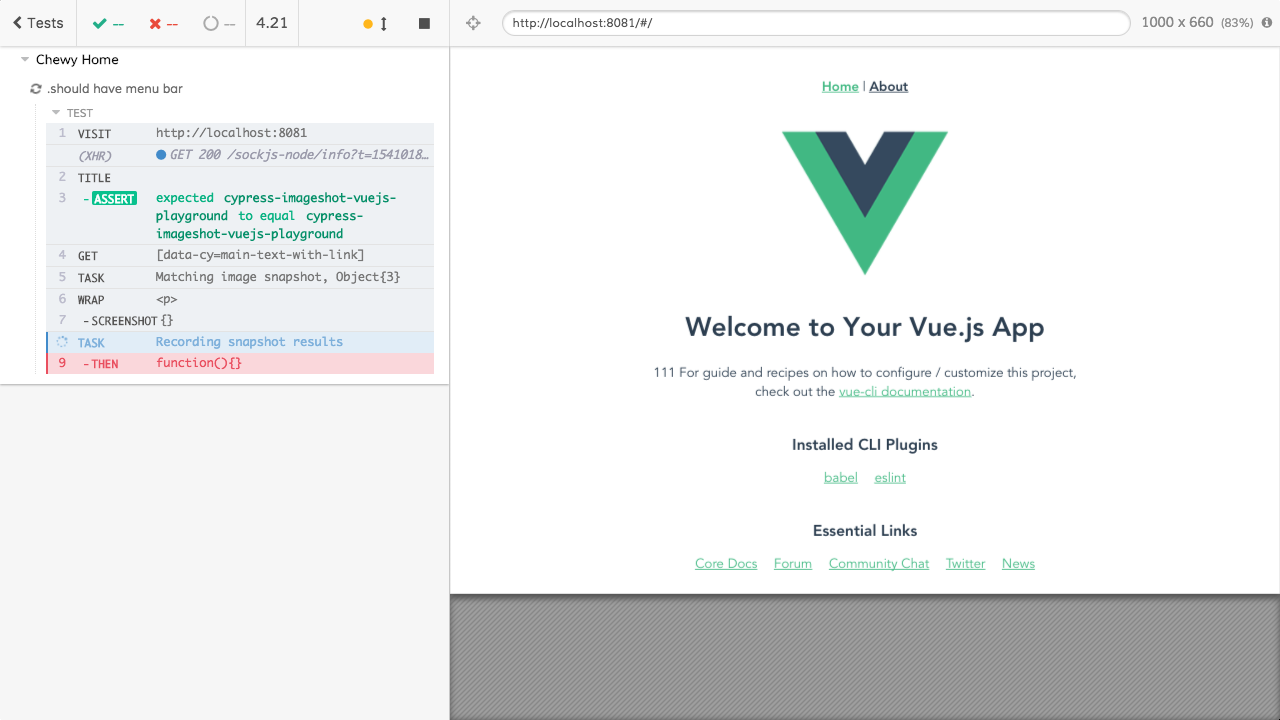 Tests
--
--
--
4.21
http://localhost:8081/#/
1000 x 660 (83%)
Chewy Home
.should have menu bar
TEST
1 VISIT http://localhost:8081
(XHR) GET 200 /sockjs-node/info?t=1541018…
2 TITLE
3 -ASSERT expected cypress-imageshot-vuejs-
playground to equal cypress-
imageshot-vuejs-playground
4 GET [data-cy=main-text-with-link]
5 TASK Matching image snapshot, Object{3}
6 WRAP <p>
7 -SCREENSHOT {}
TASK Recording snapshot results
9 -THEN function(){}
Home | About
Welcome to Your Vue.js App
111 For guide and recipes on how to configure / customize this project,
check out the vue-cli documentation.
Installed CLI Plugins
babel eslint
Essential Links
Core Docs Forum Community Chat Twitter News